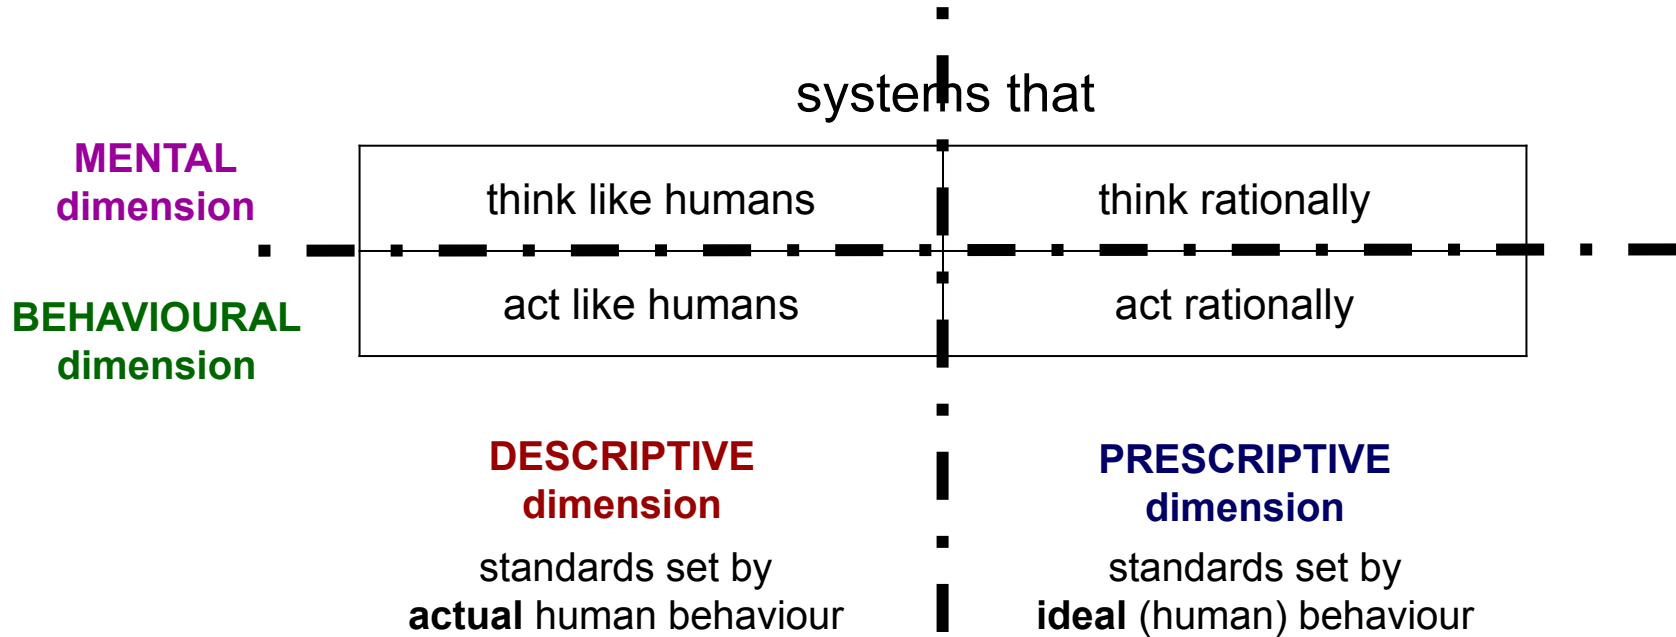 systems that
MENTAL
dimension
think like humans
think rationally
BEHAVIOURAL
dimension
act like humans
act rationally
DESCRIPTIVE
dimension
standards set by
actual human behaviour
PRESCRIPTIVE
dimension
standards set by
ideal (human) behaviour